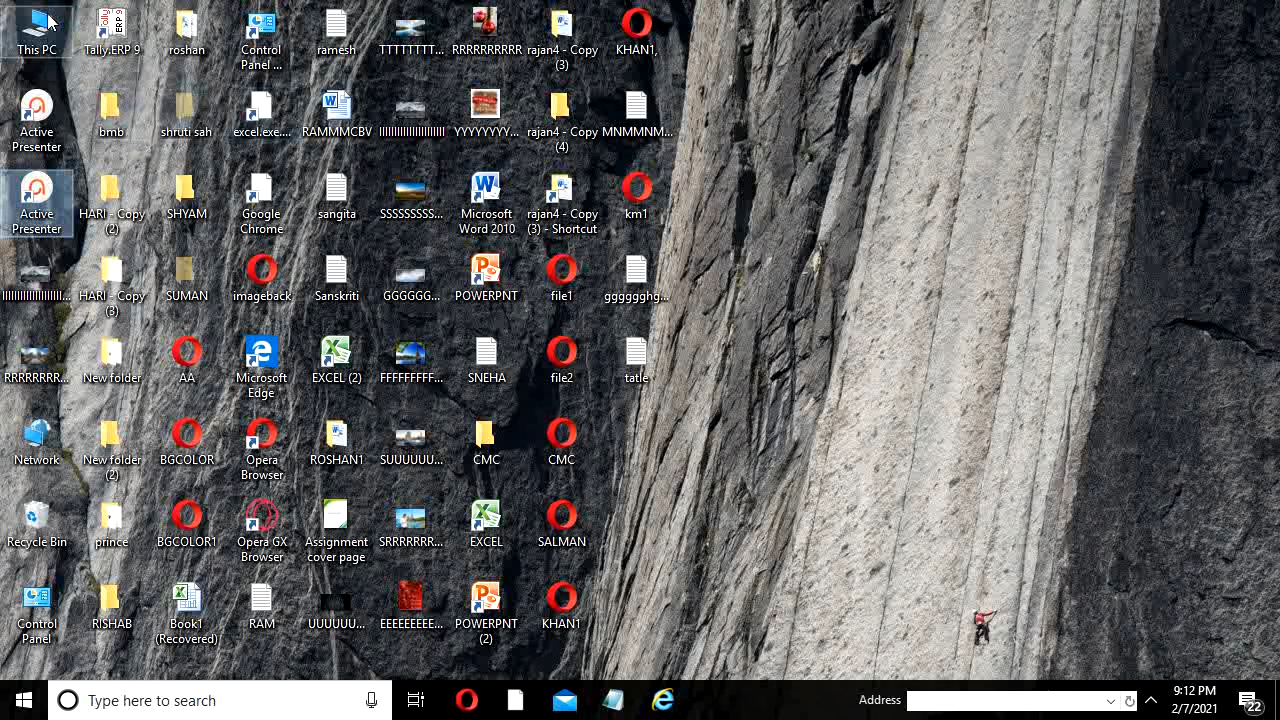 This PC
Tally.ERP 9
roshan
Control
Panel ...
ramesh
TTTTTTTT...
RRRRRRRRRR
rajan4 - Copy
(3)
KHAN1,
Active
Presenter
bmb
shruti sah
excel.exe....
RAMMMCBV
YYYYYYYY...
rajan4 - Copy
(4)
MNMMNM...
Active
Presenter
HARI - Copy
(2)
SHYAM
Google
Chrome
sangita
SSSSSSSSS...
Microsoft
Word 2010
rajan4 - Copy
(3) - Shortcut
km1
HARI - Copy
(3)
SUMAN
imageback
Sanskriti
GGGGGG...
POWERPNT
file1
gggggghg...
RRRRRRRR...
New folder
AA
Microsoft
Edge
EXCEL (2)
FFFFFFFFF...
SNEHA
file2
tatle
Network
New folder
(2)
BGCOLOR
Opera
Browser
ROSHAN1
SUUUUUU...
CMC
CMC
Recycle Bin
prince
BGCOLOR1
Opera GX
Browser
Assignment
cover page
SRRRRRRR...
EXCEL
SALMAN
Control
Panel
RISHAB
Book1
(Recovered)
RAM
UUUUUU...
EEEEEEEEE...
POWERPNT
(2)
KHAN1
Type here to search
Address
9:12 PM
2/7/2021
22